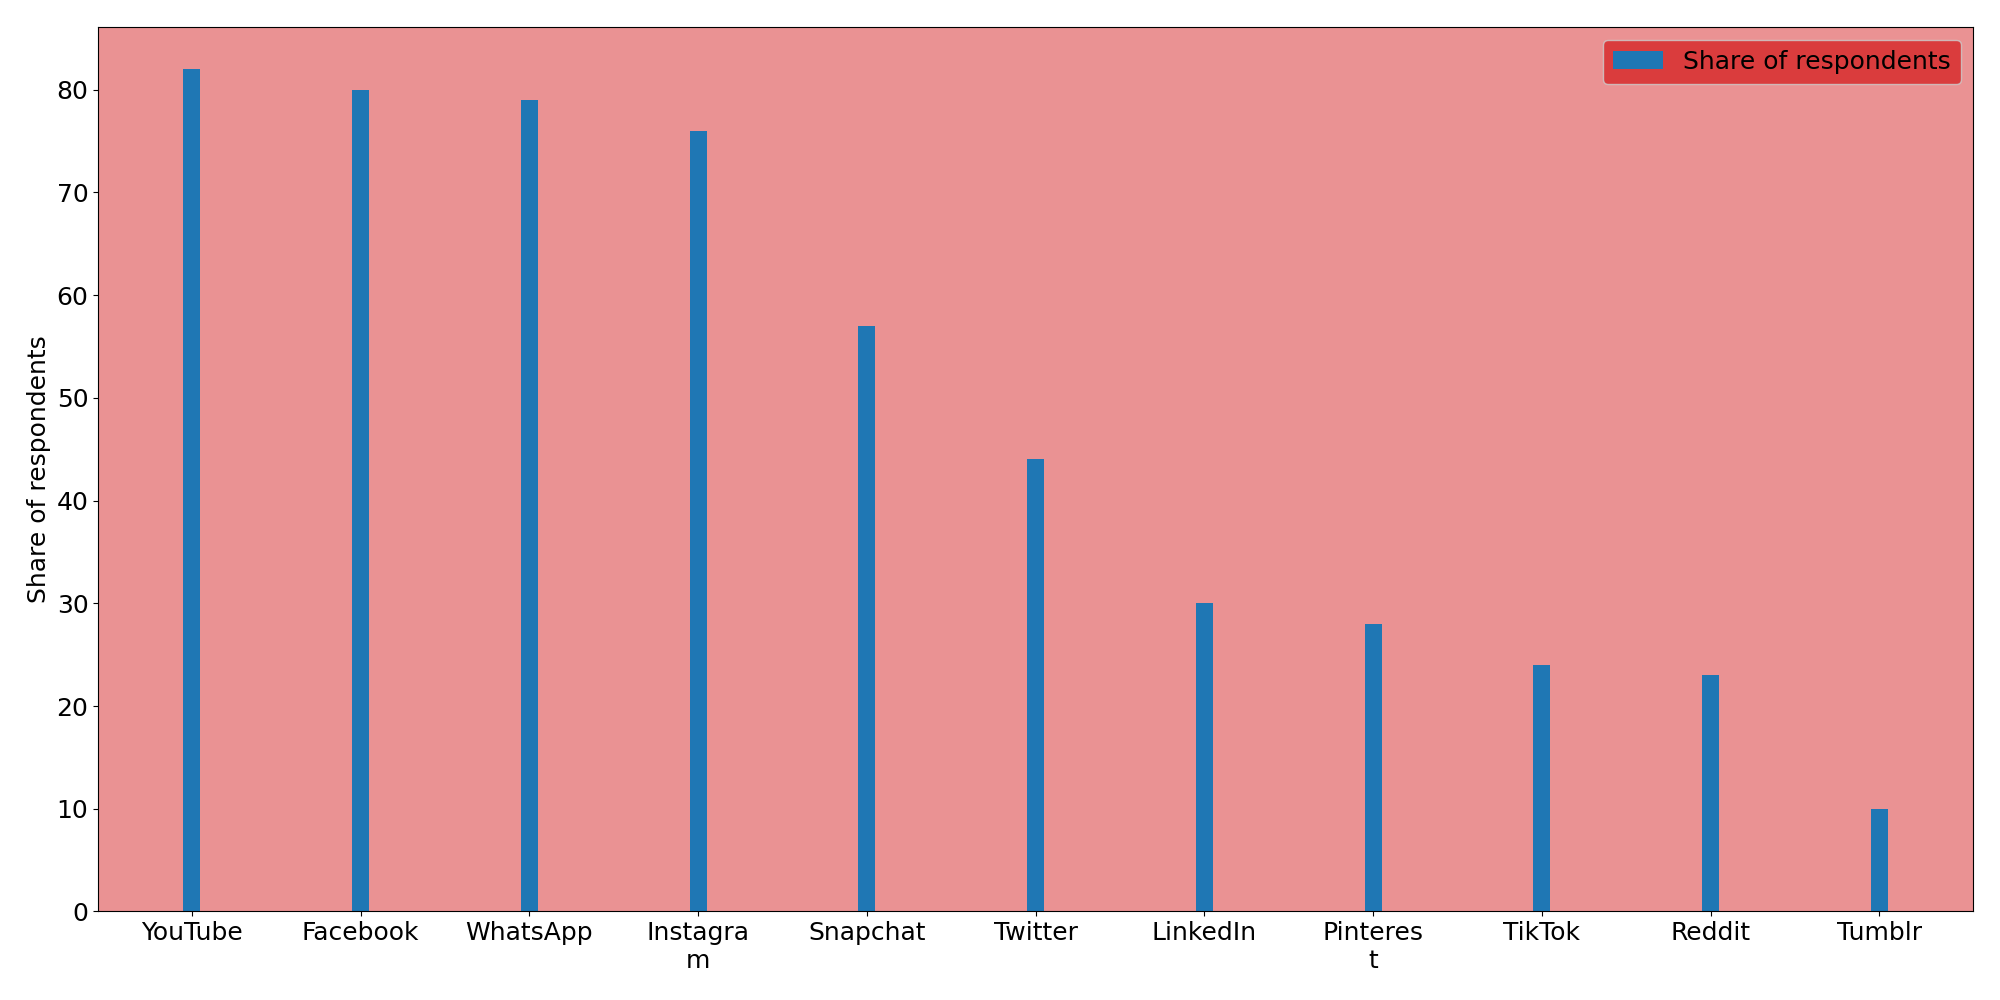 Share of respondents
80
70
60
50
40
30
20
10
0
Share of respondents
YouTube
Facebook
WhatsApp
Instagra
m
Snapchat
Twitter
LinkedIn
Pinteres
t
TikTok
Reddit
Tumblr